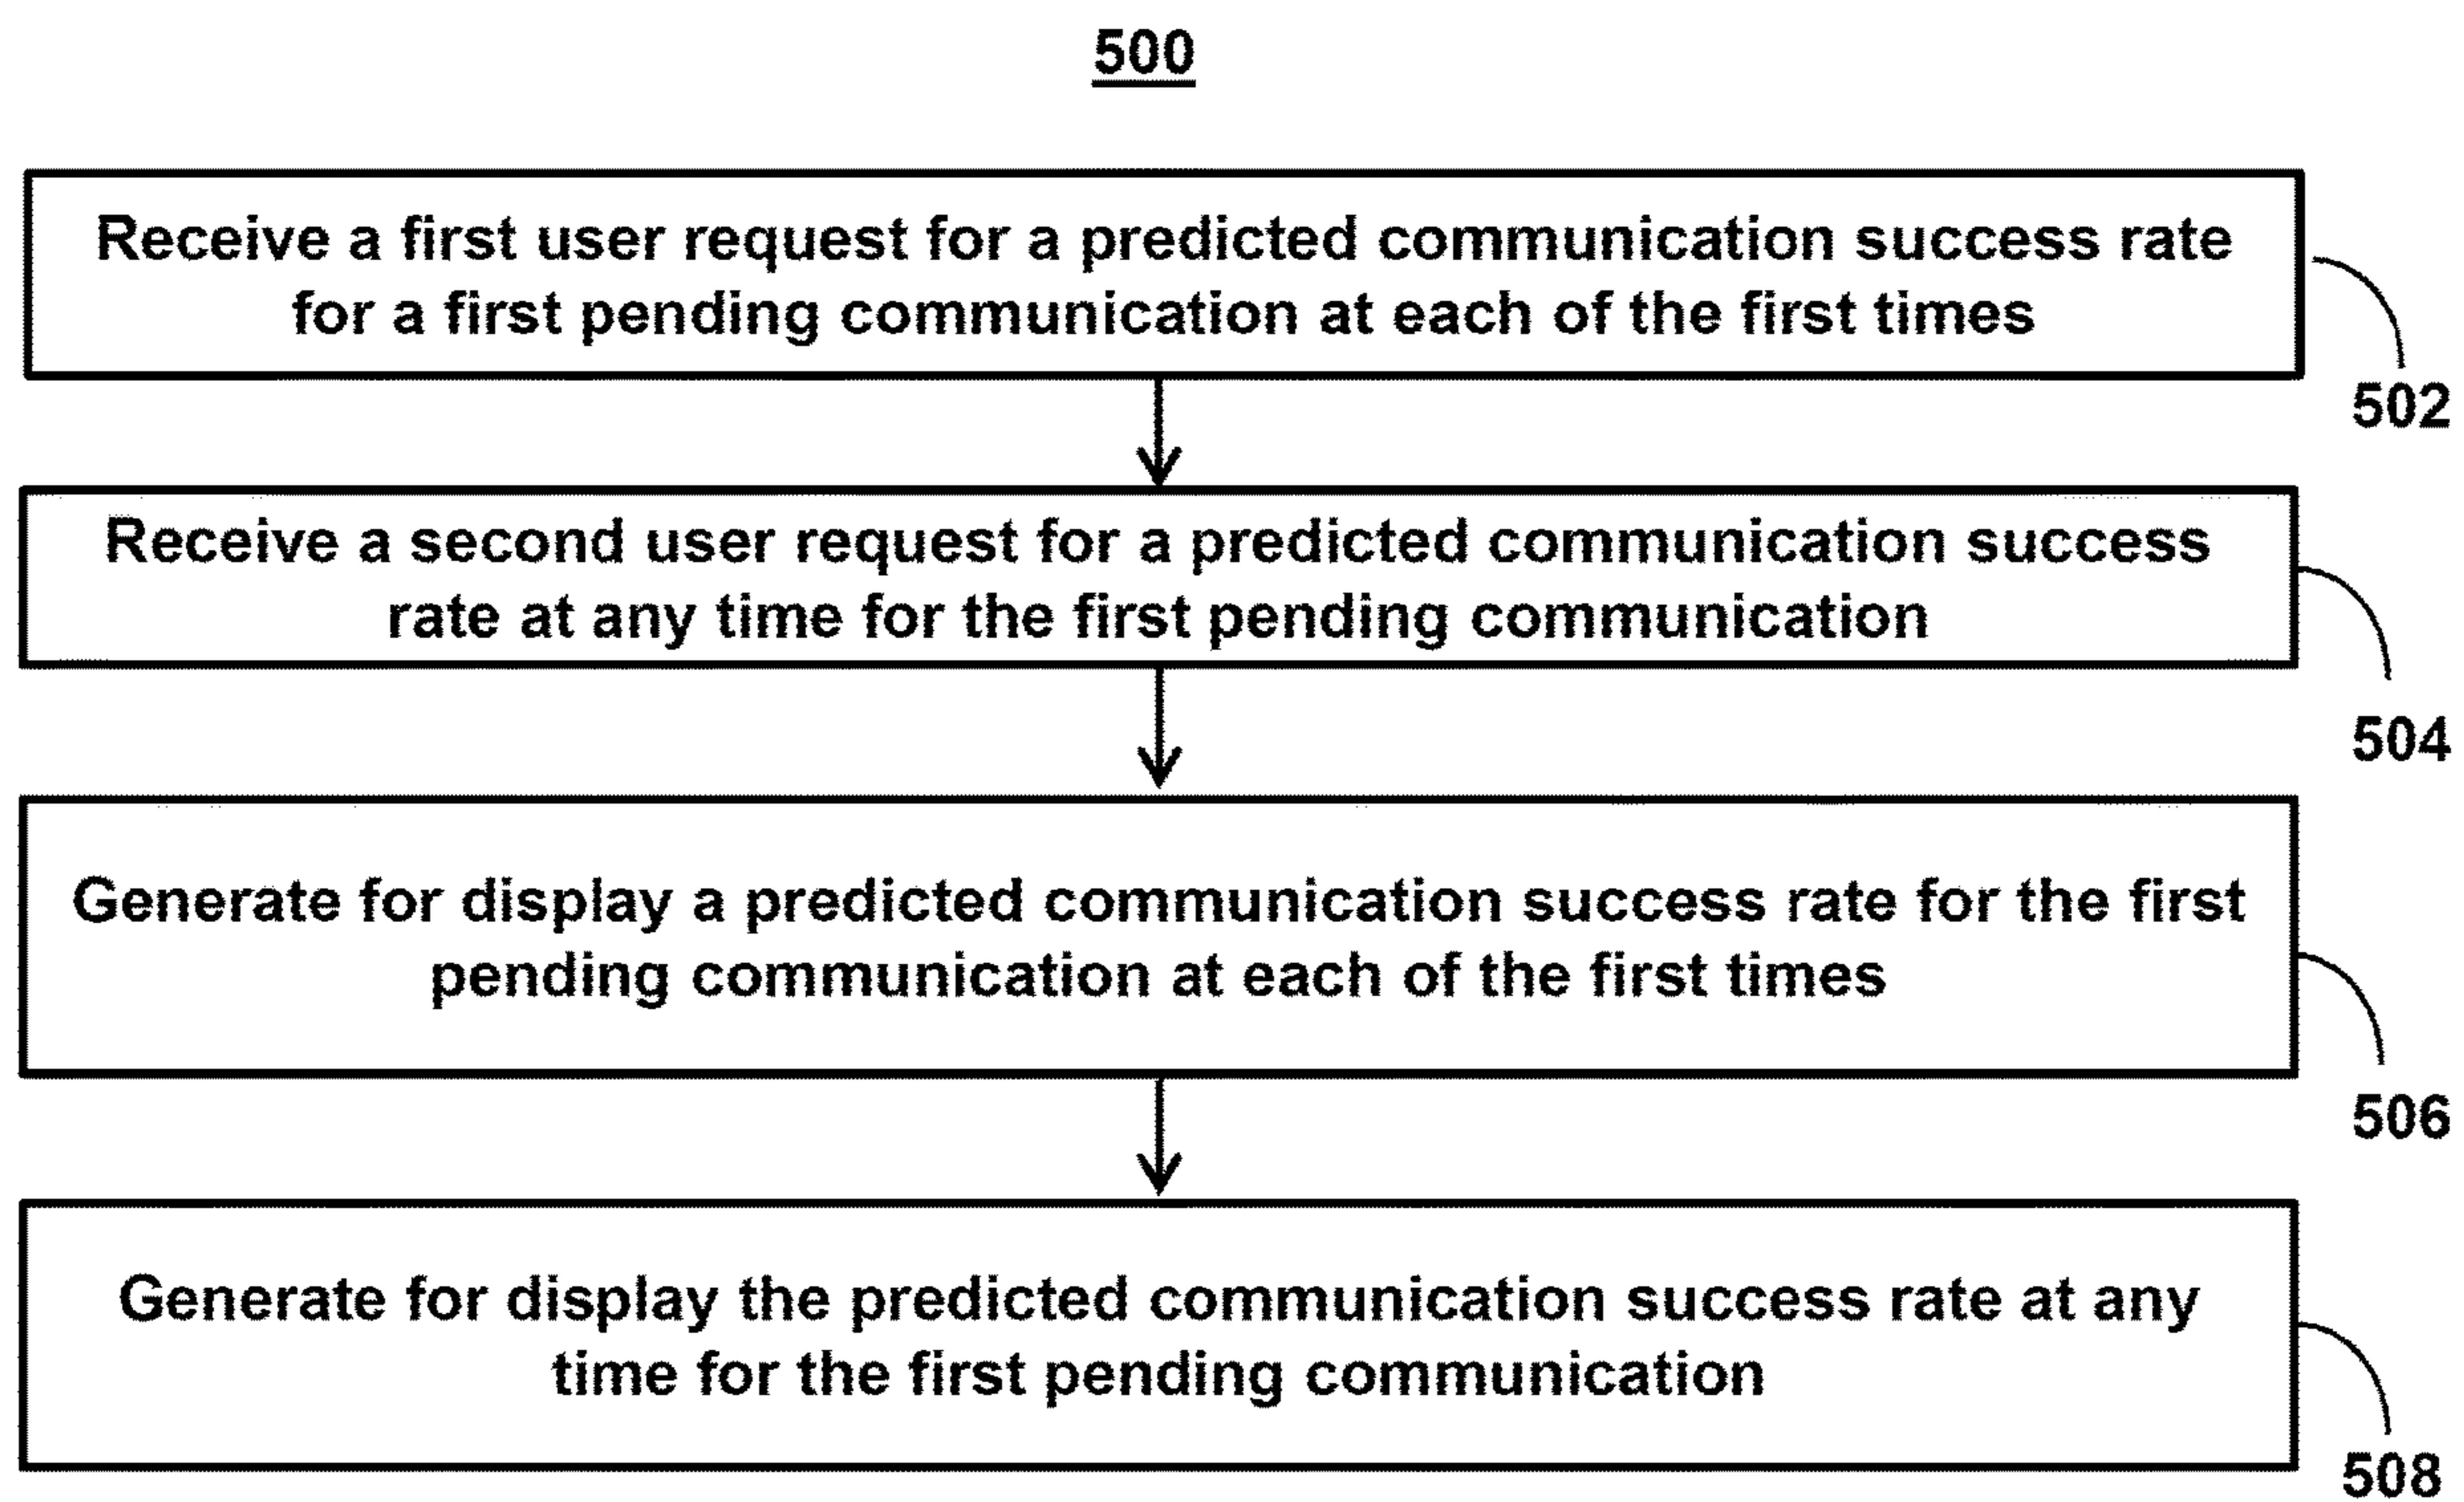 500
Receive a first user request for a predicted communication success rate
for a first pending communication at each of the first times
502
Receive a second user request for a predicted communication success
rate at any time for the first pending communication
504
Generate for display a predicted communication success rate for the first
pending communication at each of the first times
506
Generate for display the predicted communication success rate at any
time for the first pending communication
508